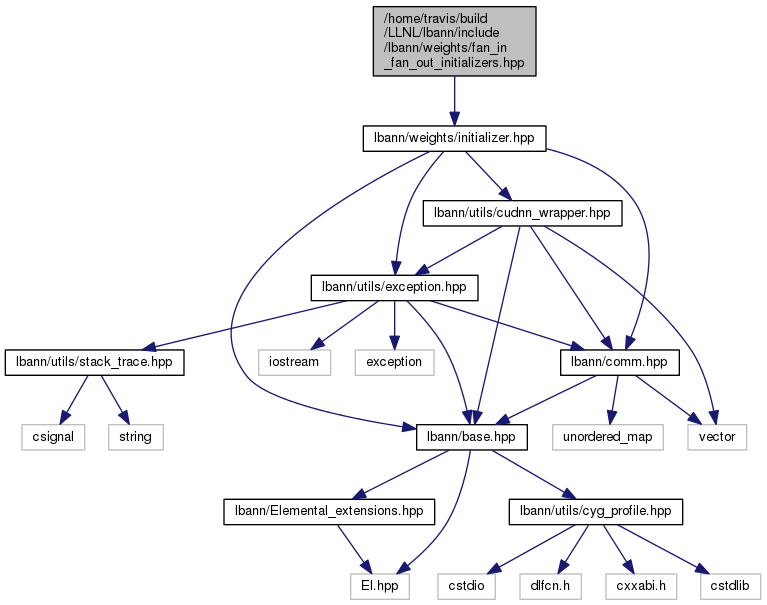 /home/travis/build
/LLNL/lbann/include
/lbann/weights/fan_in
_fan_out_initializers.hpp
lbann/weights/initializer.hpp
lbann/utils/cudnn_wrapper.hpp
lbann/utils/exception.hpp
lbann/utils/stack_trace.hpp
iostream
exception
lbann/comm.hpp
csignal
string
lbann/base.hpp
unordered_map
vector
lbann/Elemental_extensions.hpp
lbann/utils/cyg_profile.hpp
El.hpp
cstdio
dlfcn.h
cxxabi.h
cstdlib